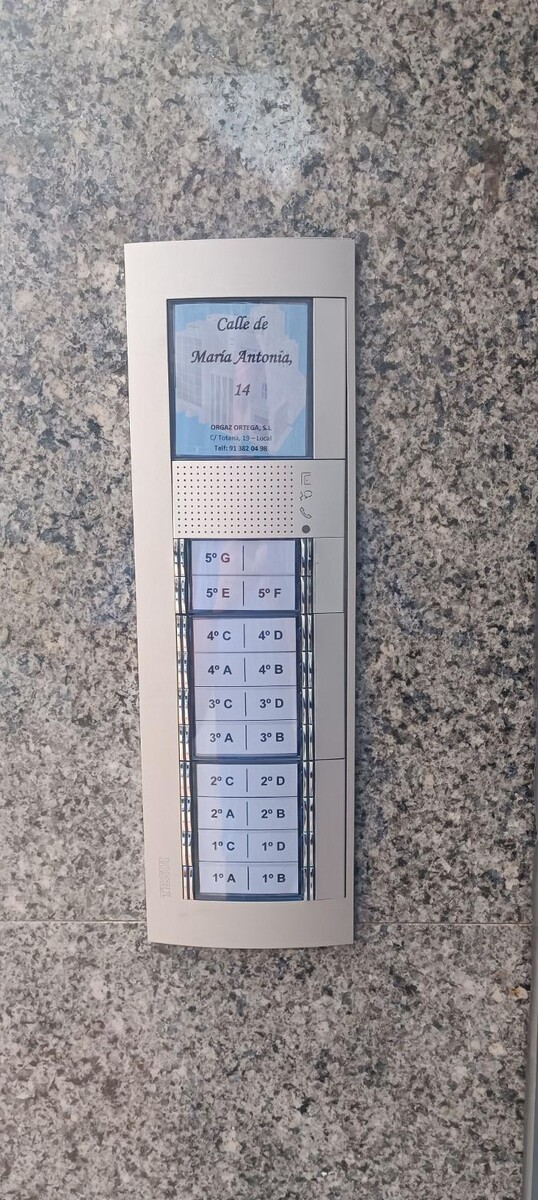 Calle de
María Antonia,
14
ORGAZ ORTEGA, S.L
C/ Totana, 19 – Local
Telf: 91 382 04 98
5º G
5º E 5º F
4º C 4º D
4º A 4º B
3º C 3º D
3º A 3º B
2º C 2º D
2º A 2º B
1º C 1º D
1º A 1º B